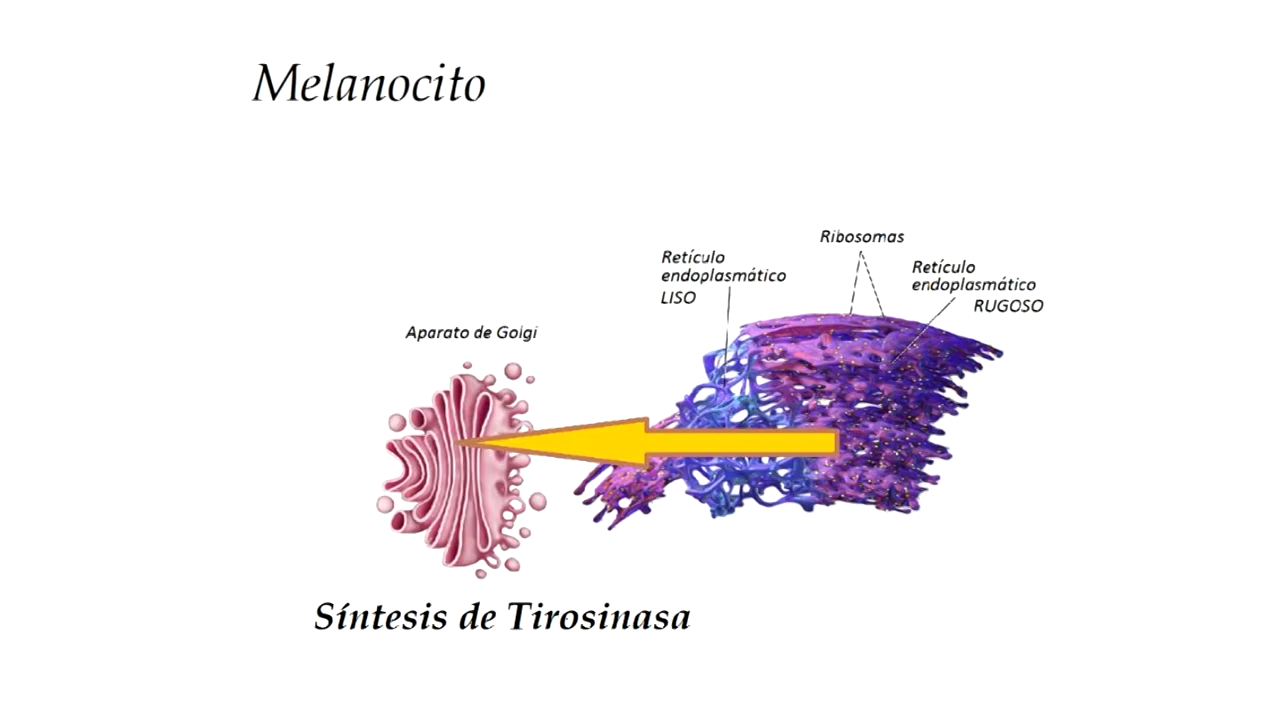 Melanocito
Ribosomas
Retículo
endoplasmático
LISO
Retículo
endoplasmático
RUGOSO
Aparato de Golgi
Síntesis de Tirosinasa